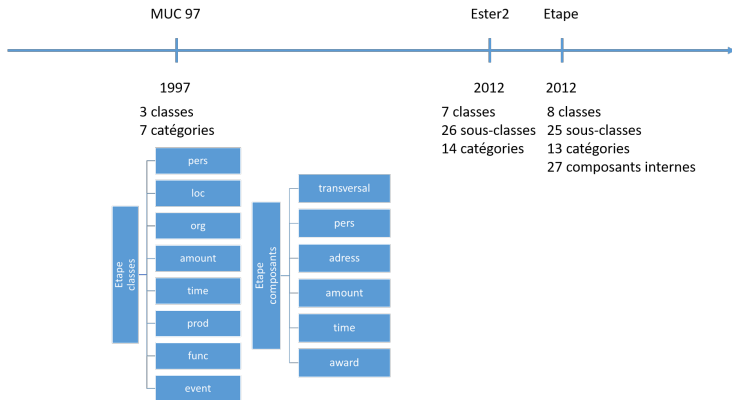 MUC 97
Ester2
Etape
1997
2012
2012
3 classes
7 catégories
7 classes
26 sous-classes
14 catégories
8 classes
25 sous-classes
13 catégories
27 composants internes
Etape
classes
pers
loc
org
amount
time
prod
func
event
Etape
composants
transversal
pers
adress
amount
time
award